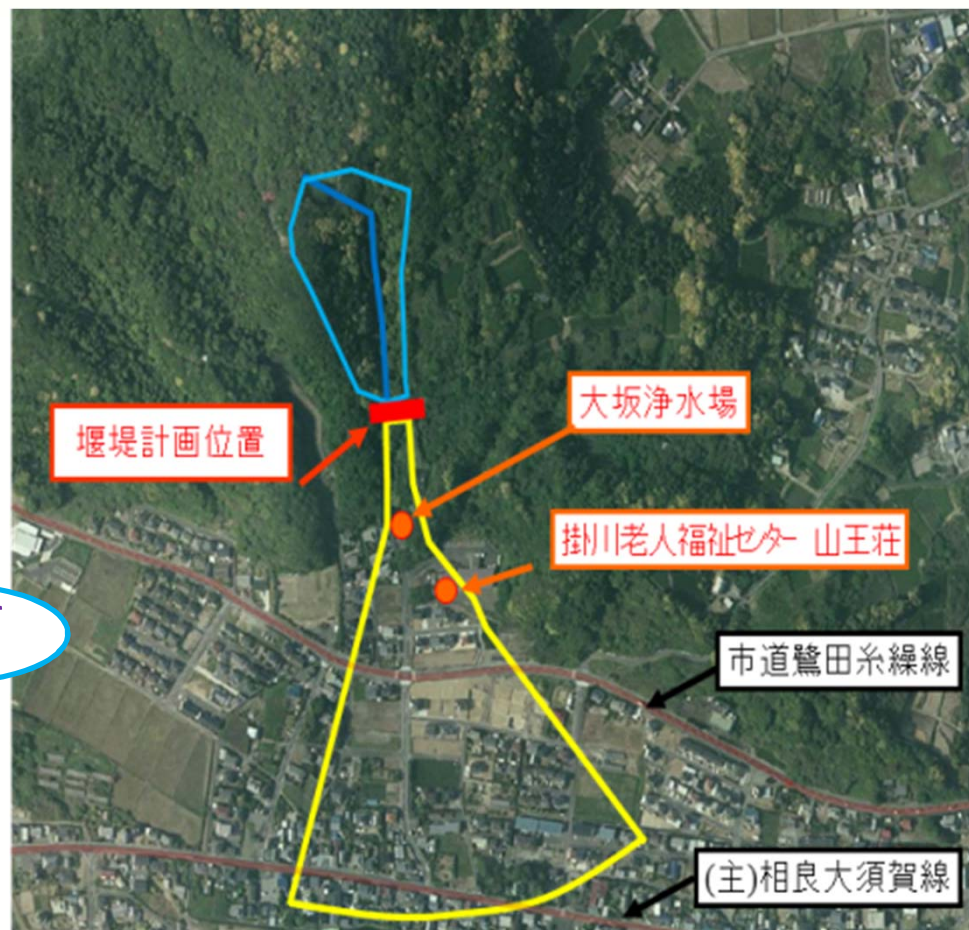 大坂浄水場
堰堤計画位置
掛川老人福祉ｾﾝﾀｰ 山王荘
市道鷺田糸繰線
(主)相良大須賀線